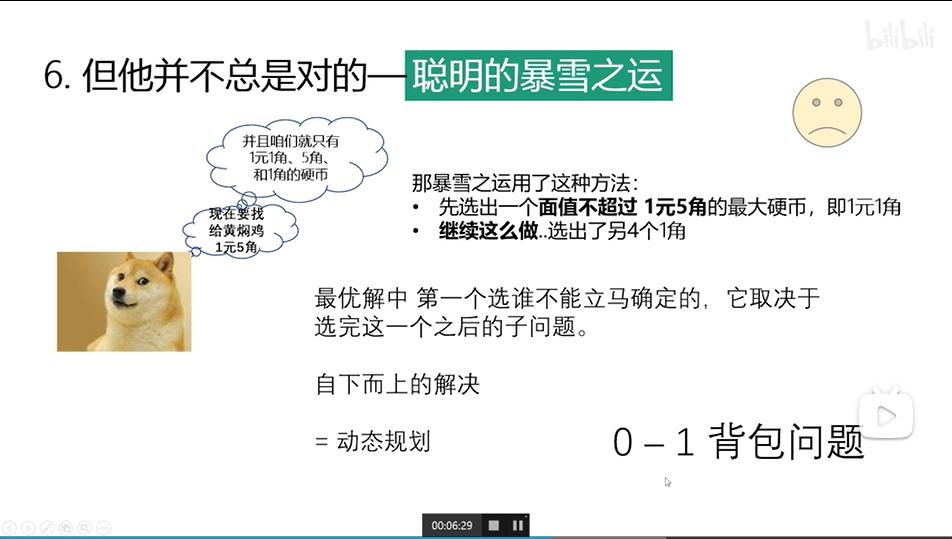 bilibili
6. 但他并不总是对的—聪明的暴雪之运
并且咱们就只有
1元1角、5角、
和1角的硬币
现在要找
给黄焖鸡
1元5角
那暴雪之运用了这种方法：
• 先选出一个面值不超过 1元5角的最大硬币，即1元1角
• 继续这么做..选出了另4个1角
最优解中 第一个选谁不能立马确定的，它取决于
选完这一个之后的子问题。
自下而上的解决
= 动态规划
0 – 1 背包问题
00:06:29